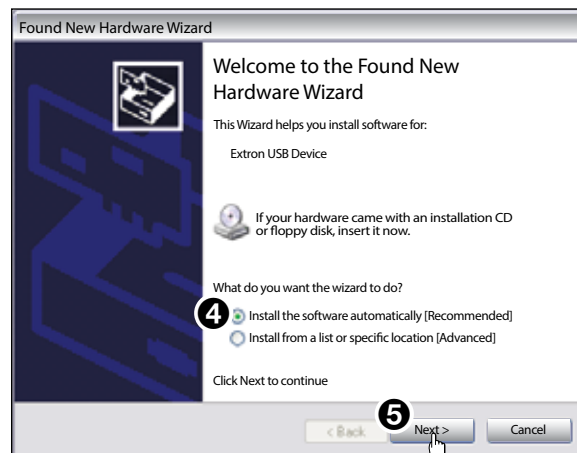 Found New Hardware Wizard
Welcome to the Found New
Hardware Wizard
This Wizard helps you install software for:
Extron USB Device
If your hardware came with an installation CD
or floppy disk, insert it now.
What do you want the wizard to do?
4 Install the software automatically [Recommended]
Install from a list or specific location [Advanced]
Click Next to continue
5
< Back Next > Cancel